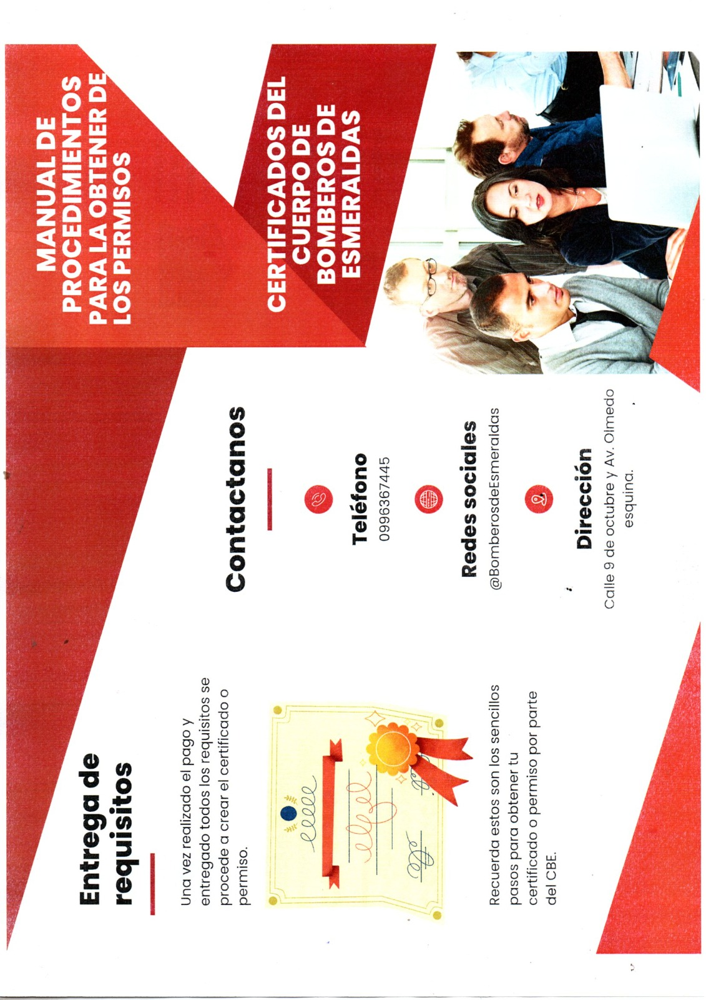 Entrega de
requisitos
Una vez realizado el pago y
entregado todos los requisitos se
procede a crear el certificado o
permiso.
Recuerda estos son los sencillos
pasos para obtener tu
certificado o permiso por parte
del CBE.
Contactanos
Teléfono
0996367445
Redes sociales
@BomberosdeEsmeraldas
Dirección
Calle 9 de octubre y Av. Olmedo
esquina.
MANUAL DE
PROCEDIMIENTOS
PARA LA OBTENER DE
LOS PERMISOS
CERTIFICADOS DEL
CUERPO DE
BOMBEROS DE
ESMERALDAS